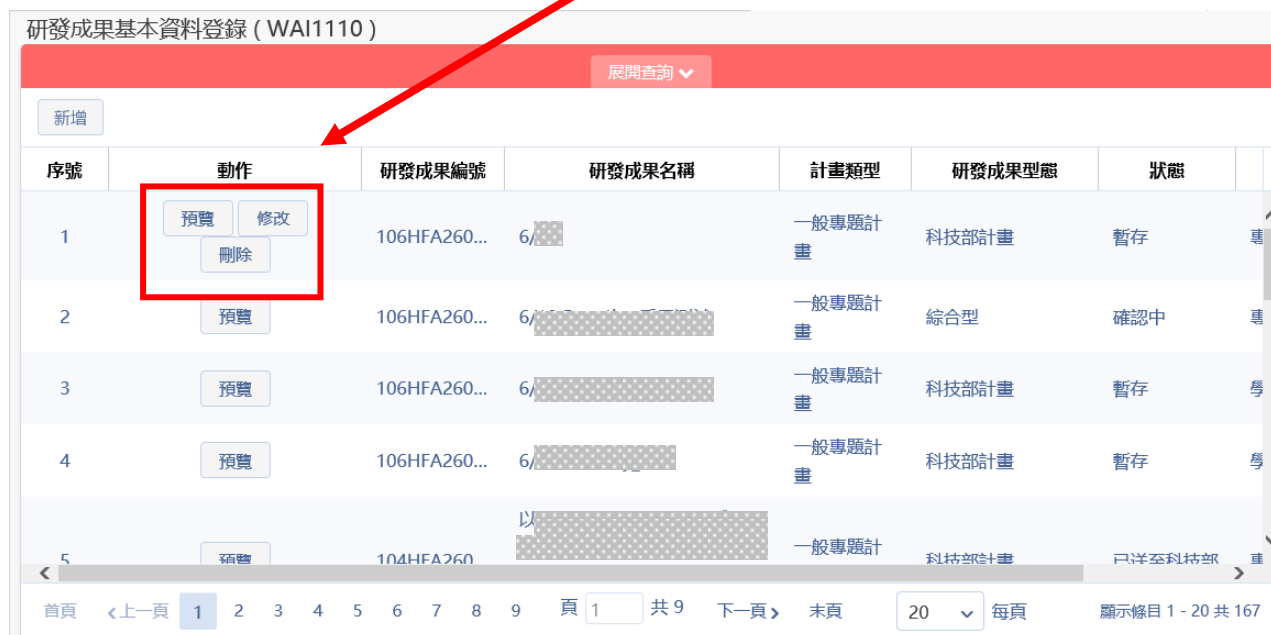 研發成果基本資料登錄 ( WAI1110 )
展開查詢
新增
序號 動作 研發成果編號 研發成果名稱 計畫類型 研發成果型態 狀態
1 預覽 修改 刪除 106HFA260... 6/ 一般專題計畫 科技部計畫 暫存 專
2 預覽 106HFA260... 6/ 一般專題計畫 綜合型 確認中 專
3 預覽 106HFA260... 6/ 一般專題計畫 科技部計畫 暫存 學
4 預覽 106HFA260... 6/ 一般專題計畫 科技部計畫 暫存 學
5 預覽 104HFA260 以 一般專題計 科技部計畫 已送至科技部 專
首頁 上一頁 1 2 3 4 5 6 7 8 9 頁 1 共 9 下一頁 末頁 20 每頁 顯示條目 1 - 20 共 167